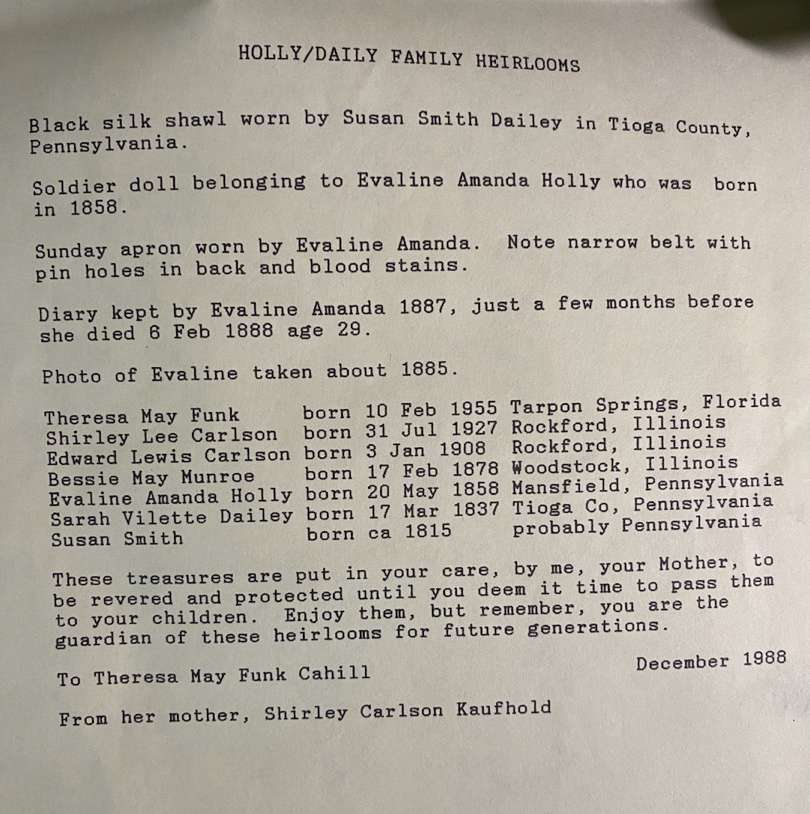 HOLLY/DAILY FAMILY HEIRLOOMS
Black silk shawl worn by Susan Smith Dailey in Tioga County,
Pennsylvania.
Soldier doll belonging to Evaline Amanda Holly who was born
in 1858.
Sunday apron worn by Evaline Amanda. Note narrow belt with
pin holes in back and blood stains.
Diary kept by Evaline Amanda 1887, just a few months before
she died 6 Feb 1888 age 29.
Photo of Evaline taken about 1885.
Theresa May Funk born 10 Feb 1955 Tarpon Springs, Florida
Shirley Lee Carlson born 31 Jul 1927 Rockford, Illinois
Edward Lewis Carlson born 3 Jan 1908 Rockford, Illinois
Bessie May Munroe born 17 Feb 1878 Woodstock, Illinois
Evaline Amanda Holly born 20 May 1858 Mansfield, Pennsylvania
Sarah Vilette Dailey born 17 Mar 1837 Tioga Co, Pennsylvania
Susan Smith born ca 1815 probably Pennsylvania
These treasures are put in your care, by me, your Mother, to
be revered and protected until you deem it time to pass them
to your children. Enjoy them, but remember, you are the
guardian of these heirlooms for future generations.
To Theresa May Funk Cahill December 1988
From her mother, Shirley Carlson Kaufhold